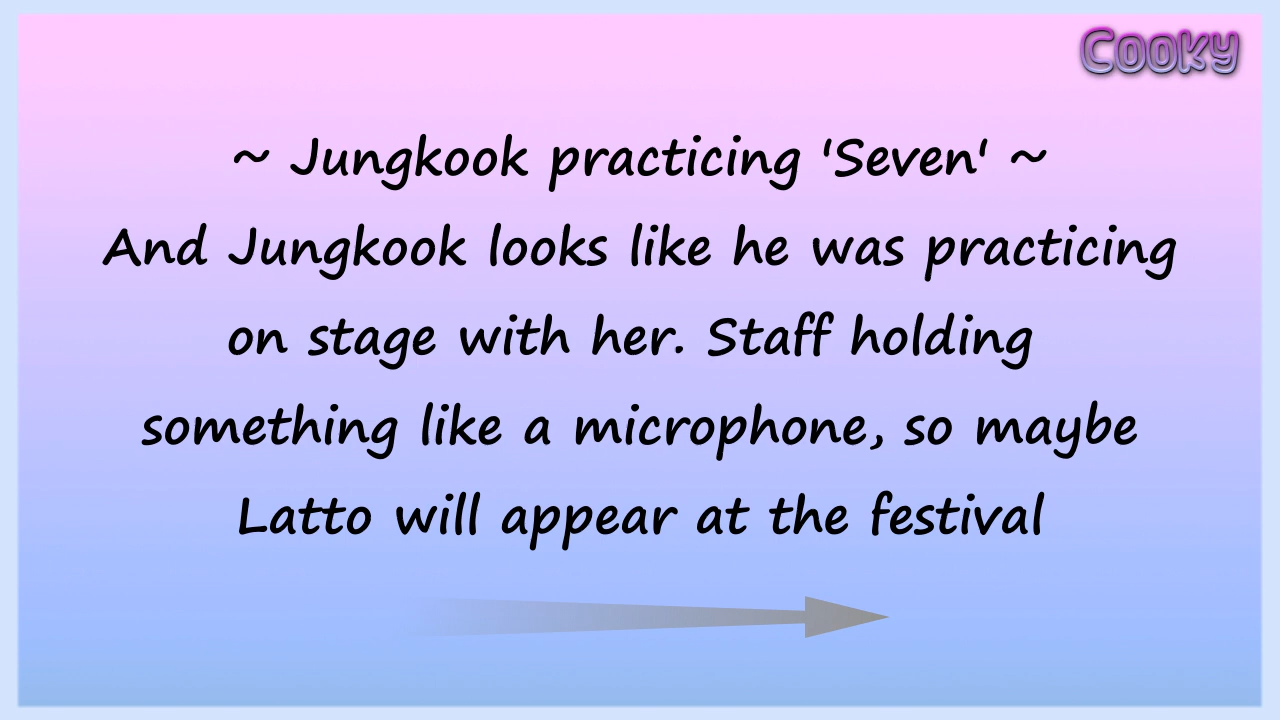 Cooky
~ Jungkook practicing 'Seven' ~
And Jungkook looks like he was practicing
on stage with her. Staff holding
something like a microphone, so maybe
Latto will appear at the festival